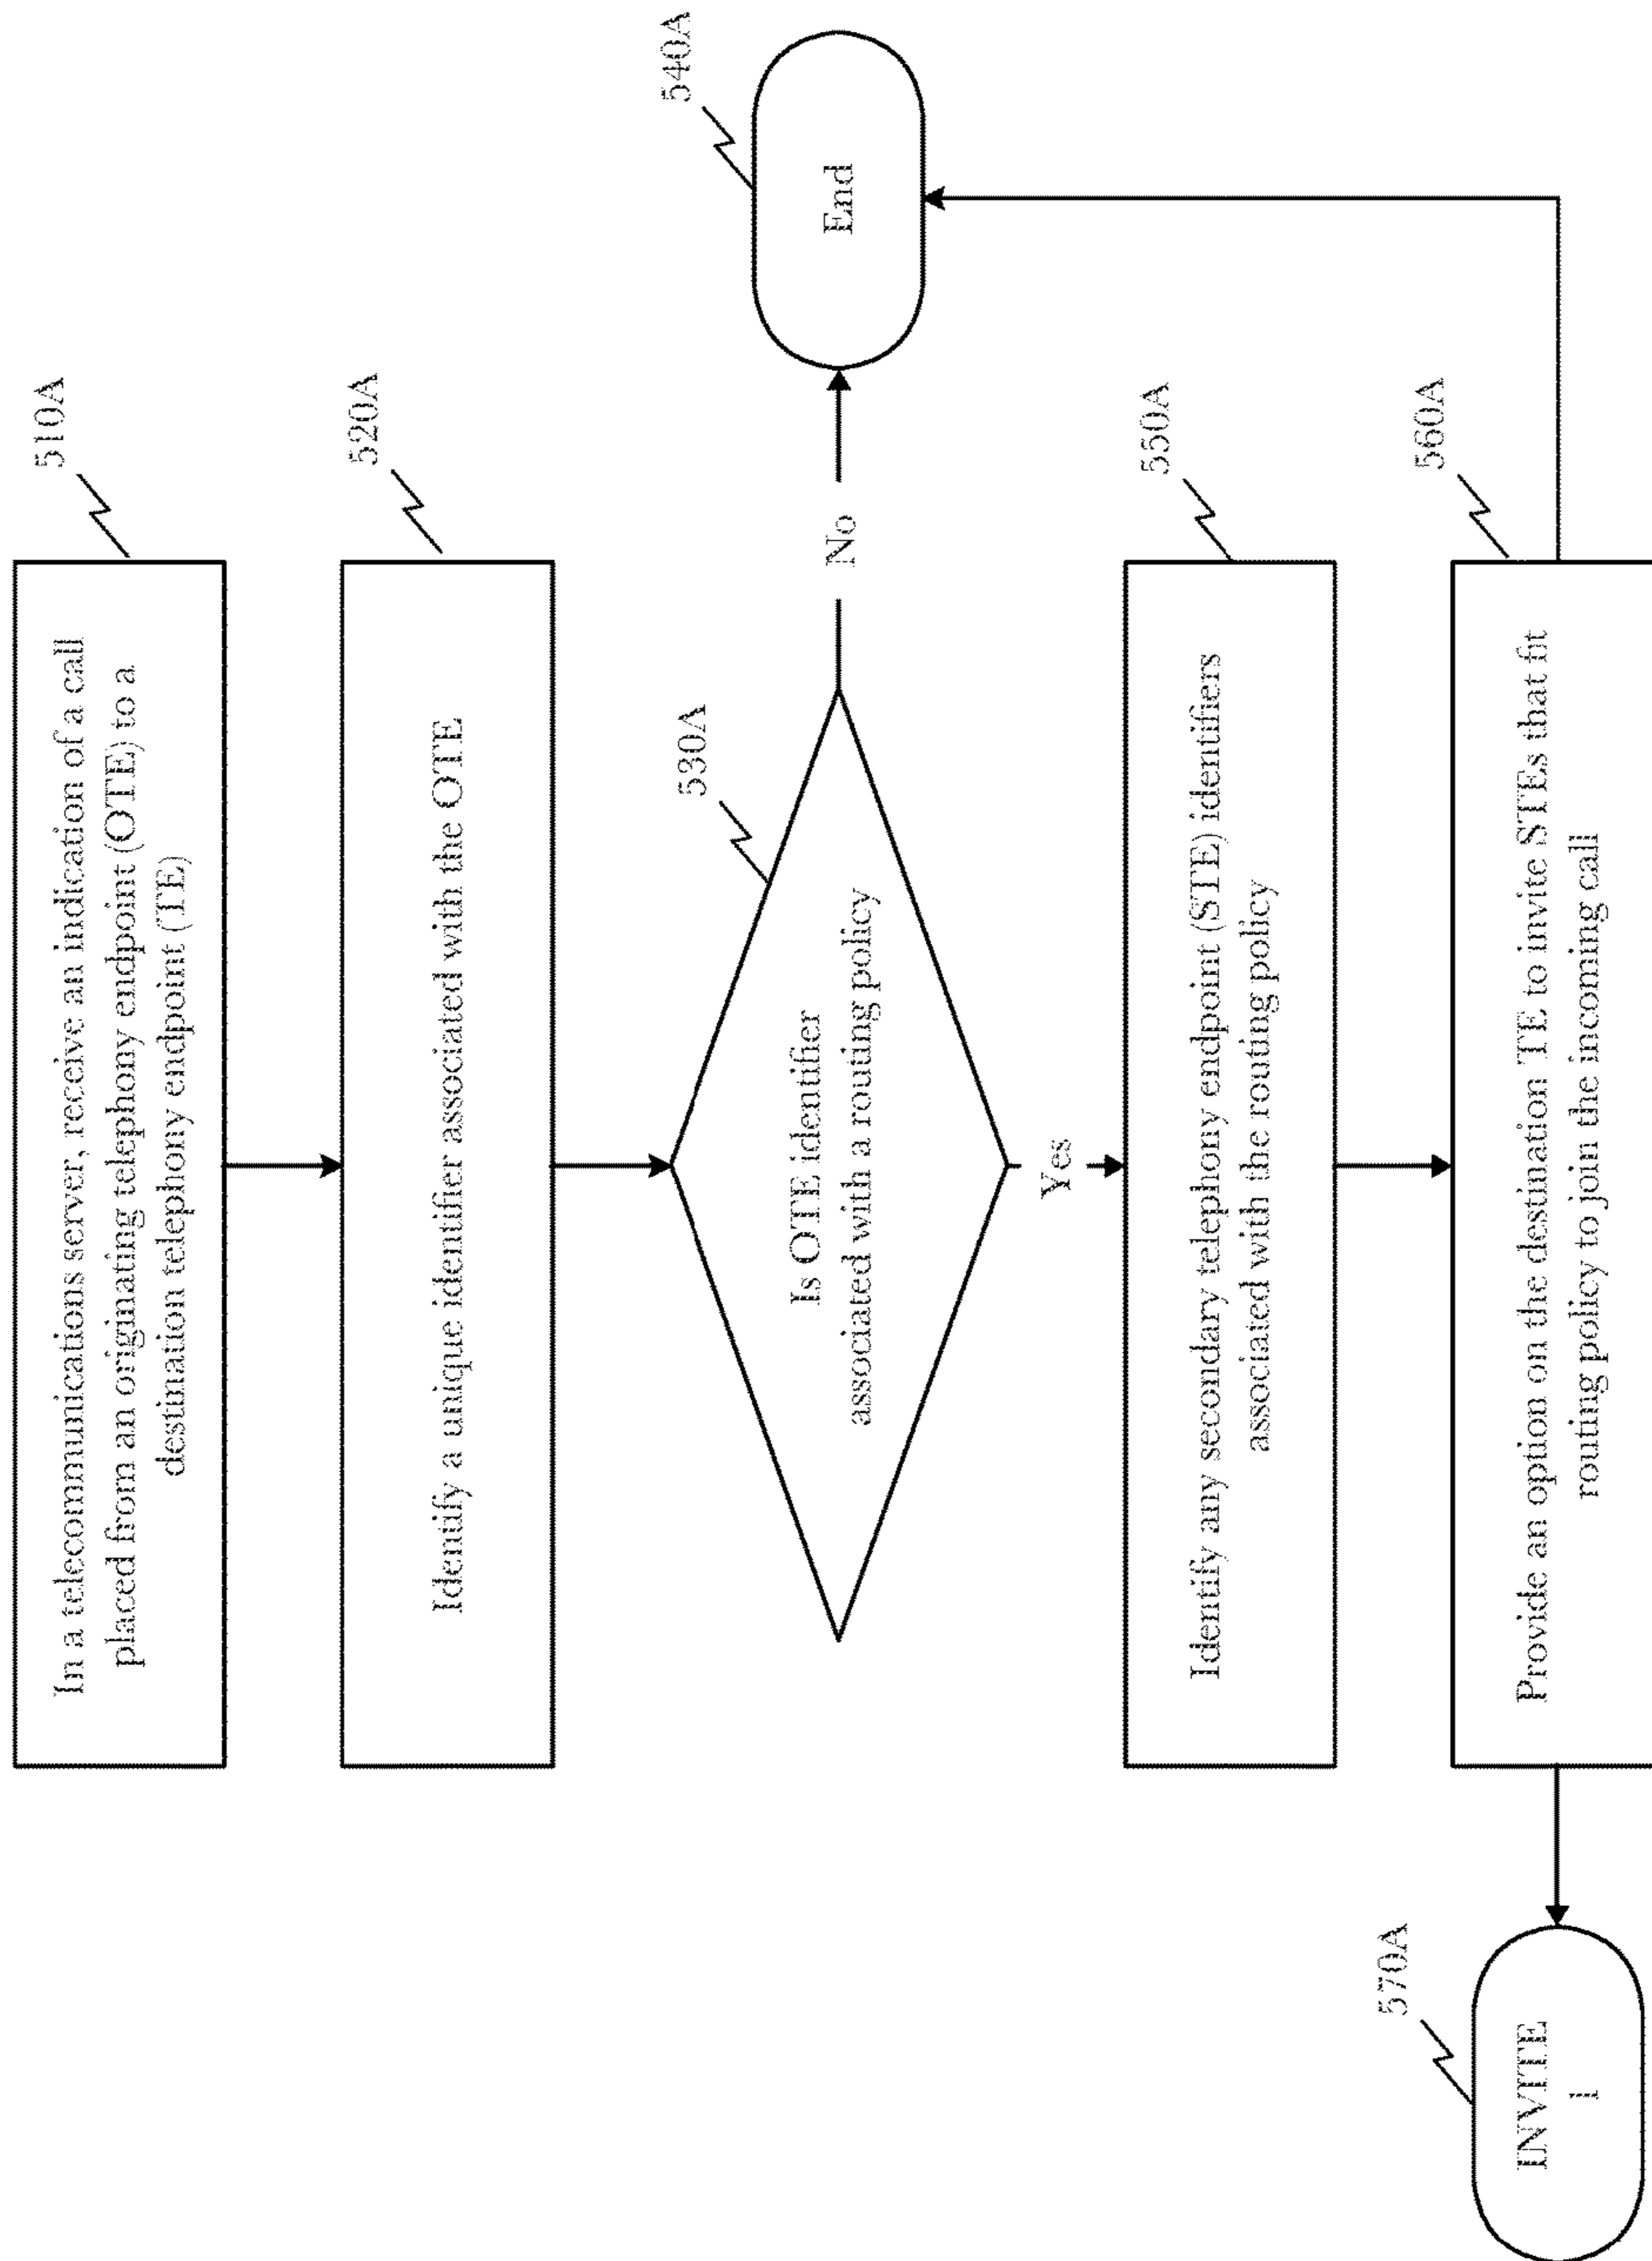 510A
In a telecommunications server, receive an indication of a call
placed from an originating telephony endpoint (OTE) to a
destination telephony endpoint (TE)
520A
Identify a unique identifier associated with the OTE
530A
Is OTE identifier
associated with a routing policy
No
540A
End
Yes
550A
Identify any secondary telephony endpoint (STE) identifiers
associated with the routing policy
560A
Provide an option on the destination TE to invite STEs that fit
routing policy to join the incoming call
570A
INVITE
1